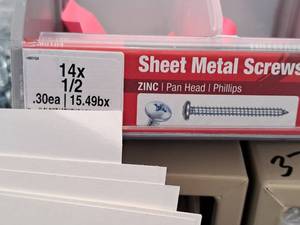 14x
1/2
.30ea | 15.49bx
Sheet Metal Screws
ZINC | Pan Head | Phillips